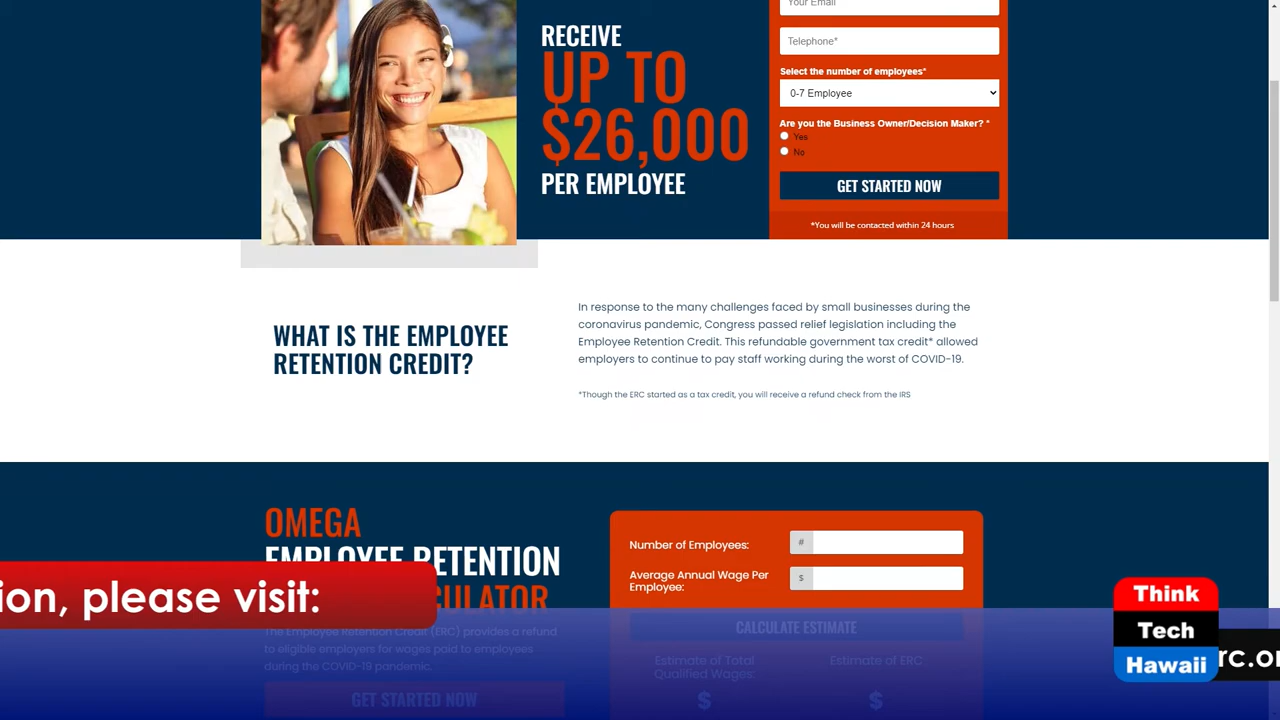 Your Email
RECEIVE
UP TO
$26,000
PER EMPLOYEE
Telephone*
Select the number of employees*
0-7 Employee
Are you the Business Owner/Decision Maker? *
Yes
No
GET STARTED NOW
*You will be contacted within 24 hours
WHAT IS THE EMPLOYEE
RETENTION CREDIT?
In response to the many challenges faced by small businesses during the
coronavirus pandemic, Congress passed relief legislation including the
Employee Retention Credit. This refundable government tax credit* allowed
employers to continue to pay staff working during the worst of COVID-19.
*Though the ERC started as a tax credit, you will receive a refund check from the IRS
OMEGA
EMPLOYEE RETENTION
CULATOR
The Employee Retention Credit (ERC) provides a refund
to eligible employers for wages paid to employees
during the COVID-19 pandemic.
GET STARTED NOW
Number of Employees:
#
Average Annual Wage Per
Employee:
$
CALCULATE ESTIMATE
Estimate of Total
Qualified Wages:
$
Estimate of ERC:
$
ion, please visit:
Think
Tech
Hawaii
rc.or